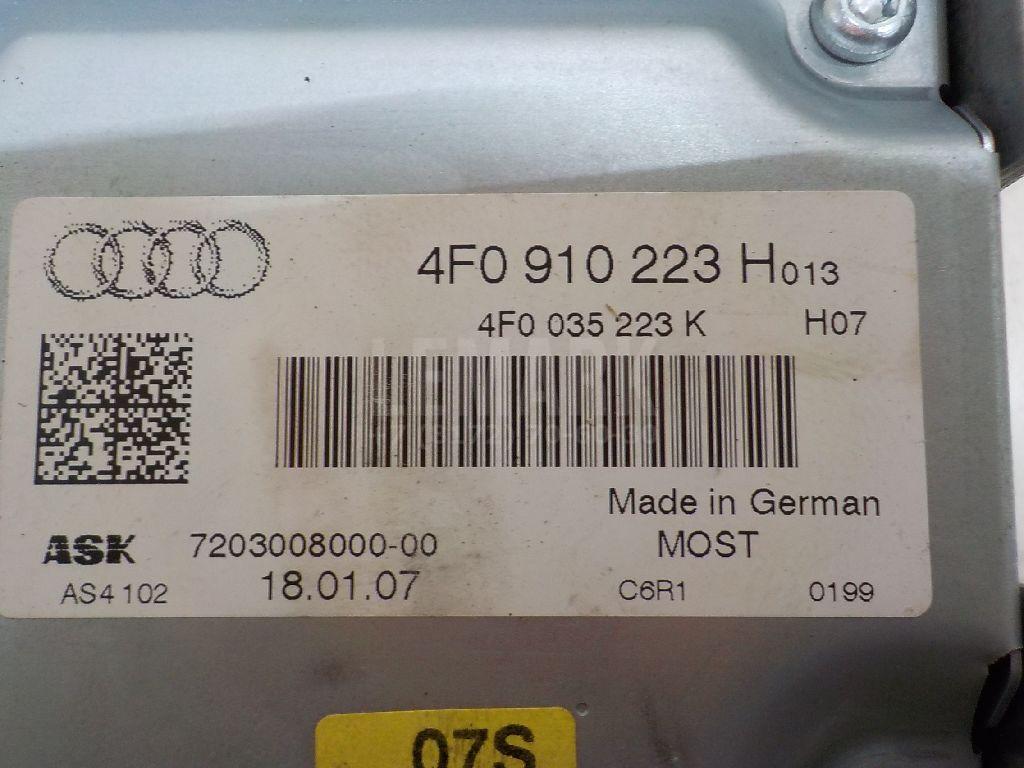 4F0 910 223 H013
4F0 035 223 K H07
LEMARK
Made in German
ASK 7203008000-00 MOST
AS4 102 18.01.07 C6R1 0199
07S